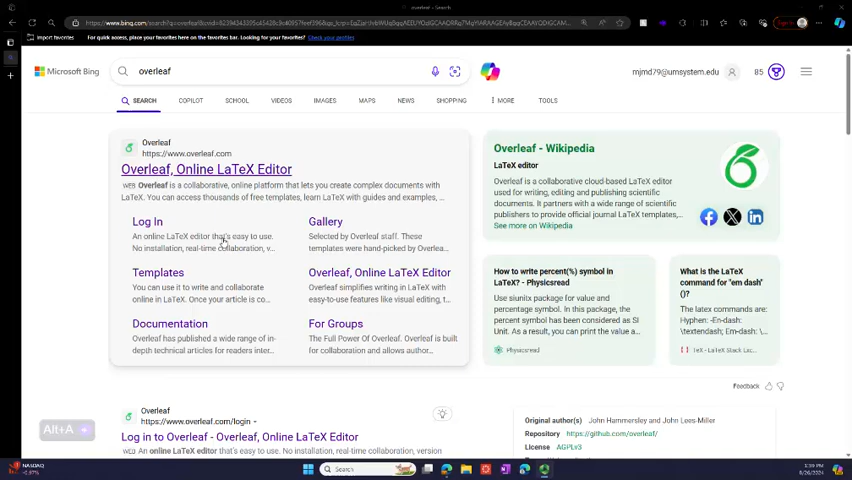 overleaf - Search
Import favorites
For quick access, place your favorites here on the favorites bar. Looking for your favorites? Check your profiles
Microsoft Bing
overleaf
mjmd79@umsystem.edu
85
SEARCH
COPILOT
SCHOOL
VIDEOS
IMAGES
MAPS
NEWS
SHOPPING
MORE
TOOLS
Overleaf
https://www.overleaf.com
Overleaf, Online LaTeX Editor
WEB Overleaf is a collaborative, online platform that lets you create complex documents with
LaTeX. You can access thousands of free templates, learn LaTeX with guides and examples, ...
Log In
An online LaTeX editor that's easy to use.
No installation, real-time collaboration, v...
Gallery
Selected by Overleaf staff. These
templates were hand-picked by Overlea...
Templates
You can use it to write and collaborate
online in LaTeX. Once your article is co...
Overleaf, Online LaTeX Editor
Overleaf simplifies writing in LaTeX with
easy-to-use features like visual editing, t...
Documentation
Overleaf has published a wide range of in-
depth technical articles for readers inter...
For Groups
The Full Power Of Overleaf. Overleaf is built
for collaboration and allows author...
Overleaf - Wikipedia
LaTeX editor
Overleaf is a collaborative cloud-based LaTeX editor
used for writing, editing and publishing scientific
documents. It partners with a wide range of scientific
publishers to provide official journal LaTeX templates,...
See more on Wikipedia
How to write percent(%) symbol in
LaTeX? - Physicsread
Use siunitx package for value and
percentage symbol. In this package, the
percent symbol has been considered as SI
Unit. As a result, you can print the value a...
Physicsread
What is the LaTeX
command for "em dash"
()?
The latex commands are:
Hyphen: -En-dash: –
\textendash; Em-dash: \...
TeX - LaTeX Stack Exc...
Feedback
Overleaf
https://www.overleaf.com/login
Log in to Overleaf - Overleaf, Online LaTeX Editor
WEB An online LaTeX editor that's easy to use. No installation, real-time collaboration, version
Original author(s) John Hammersley and John Lees-Miller
Repository https://github.com/overleaf/
License AGPLv3
Alt+A
NASDAQ
-0.97%
Search
8/26/2024